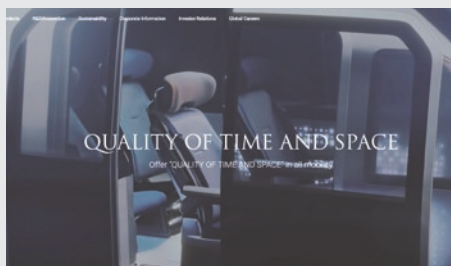 Sustainability Corporate Information Investor Relations Global Careers
QUALITY OF TIME AND SPACE
Offer "QUALITY OF TIME AND SPACE" in all mobility